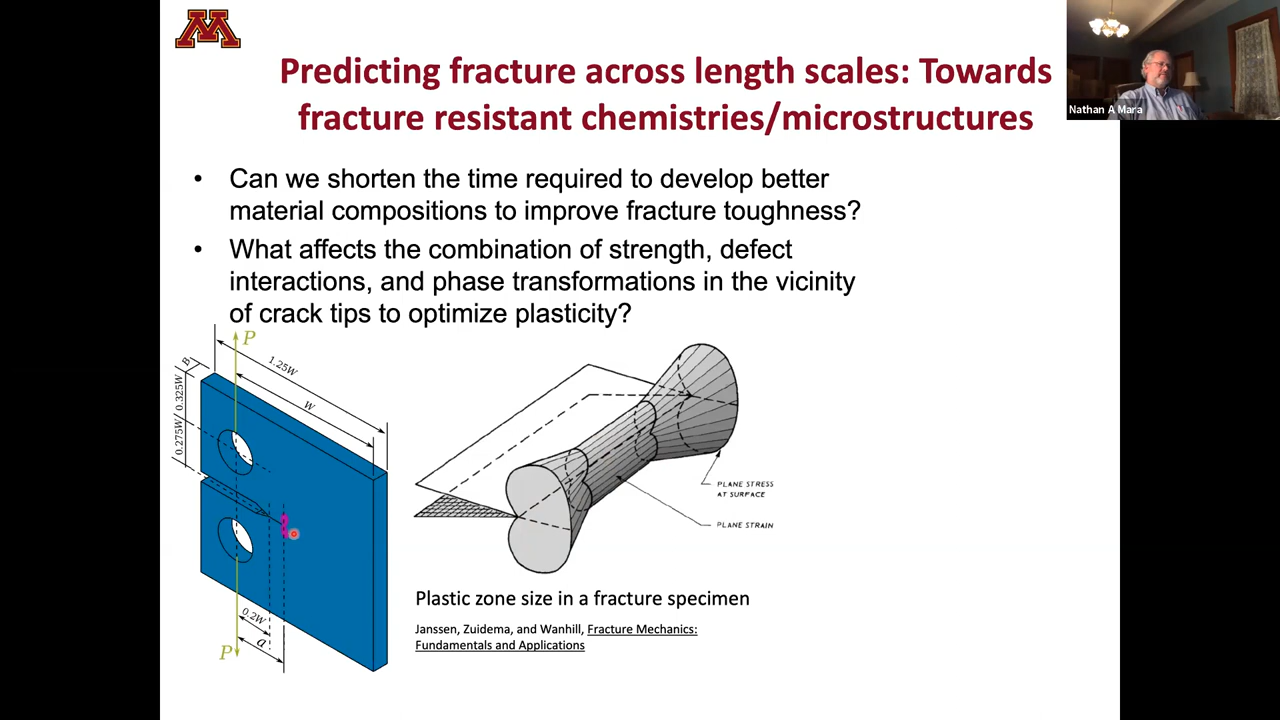 M
Predicting fracture across length scales: Towards
fracture resistant chemistries/microstructures
Nathan A Mara
• Can we shorten the time required to develop better
material compositions to improve fracture toughness?
• What affects the combination of strength, defect
interactions, and phase transformations in the vicinity
of crack tips to optimize plasticity?
P
1.25W
B
W
0.325W
0.275W
0.2W
a
P
PLANE STRESS
AT SURFACE
PLANE STRAIN
Plastic zone size in a fracture specimen
Janssen, Zuidema, and Wanhill, Fracture Mechanics:
Fundamentals and Applications